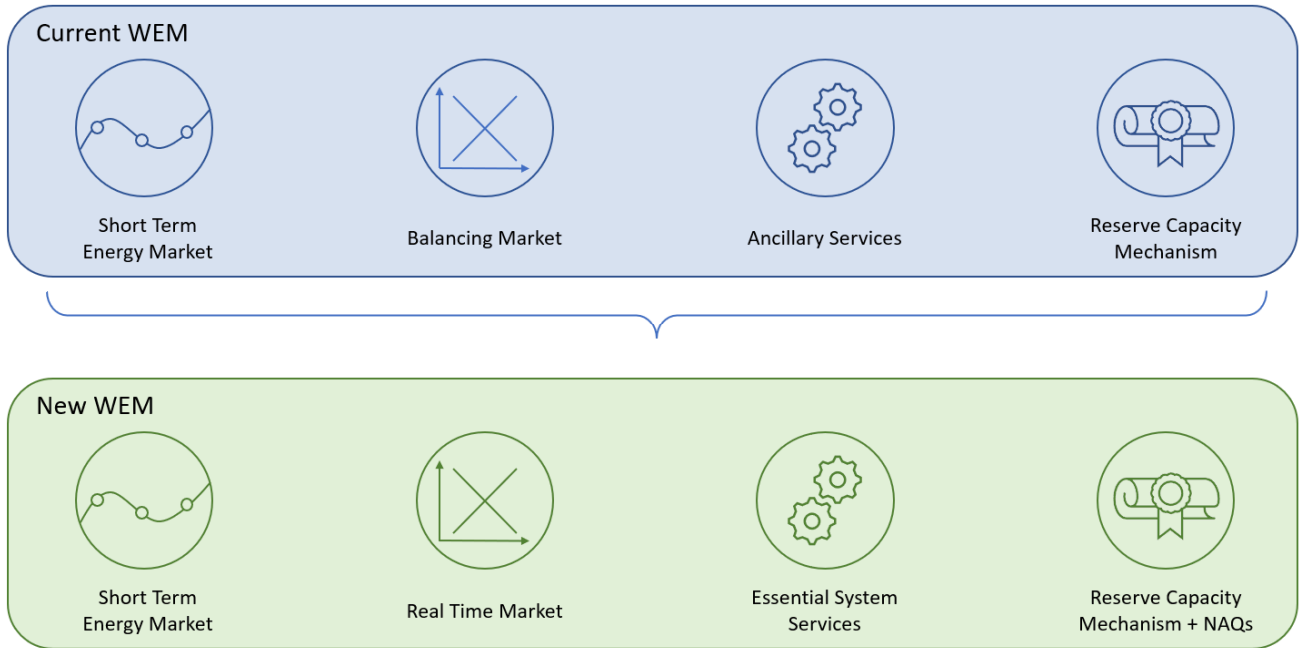 Current WEM
Short Term
Energy Market
Balancing Market
Ancillary Services
Reserve Capacity
Mechanism
New WEM
Short Term
Energy Market
Real Time Market
Essential System
Services
Reserve Capacity
Mechanism + NAQs